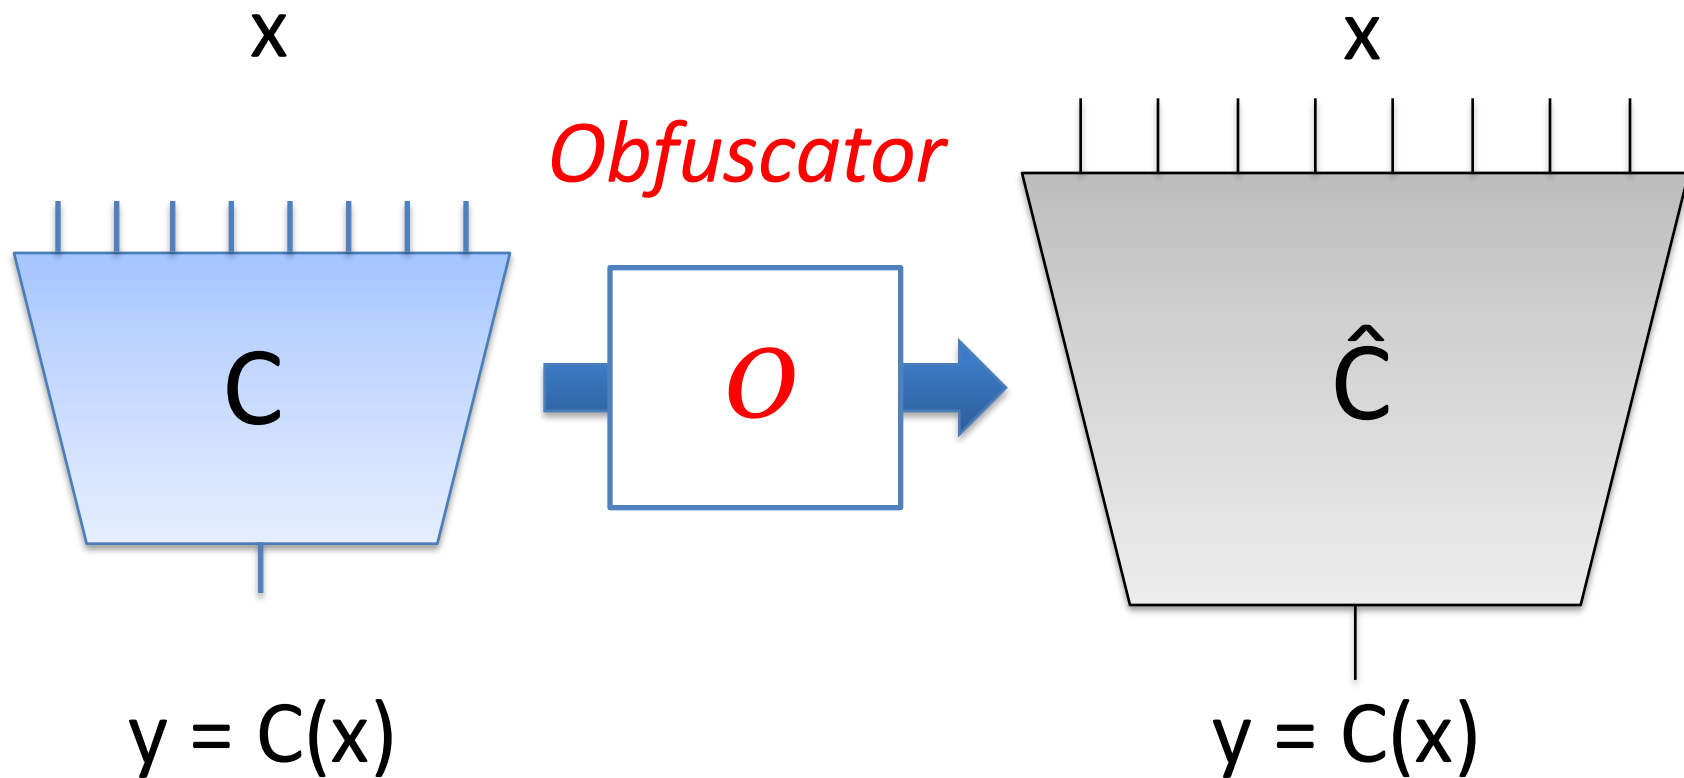 x
C
y = C(x)
Obfuscator
O
x
Ĉ
y = C(x)